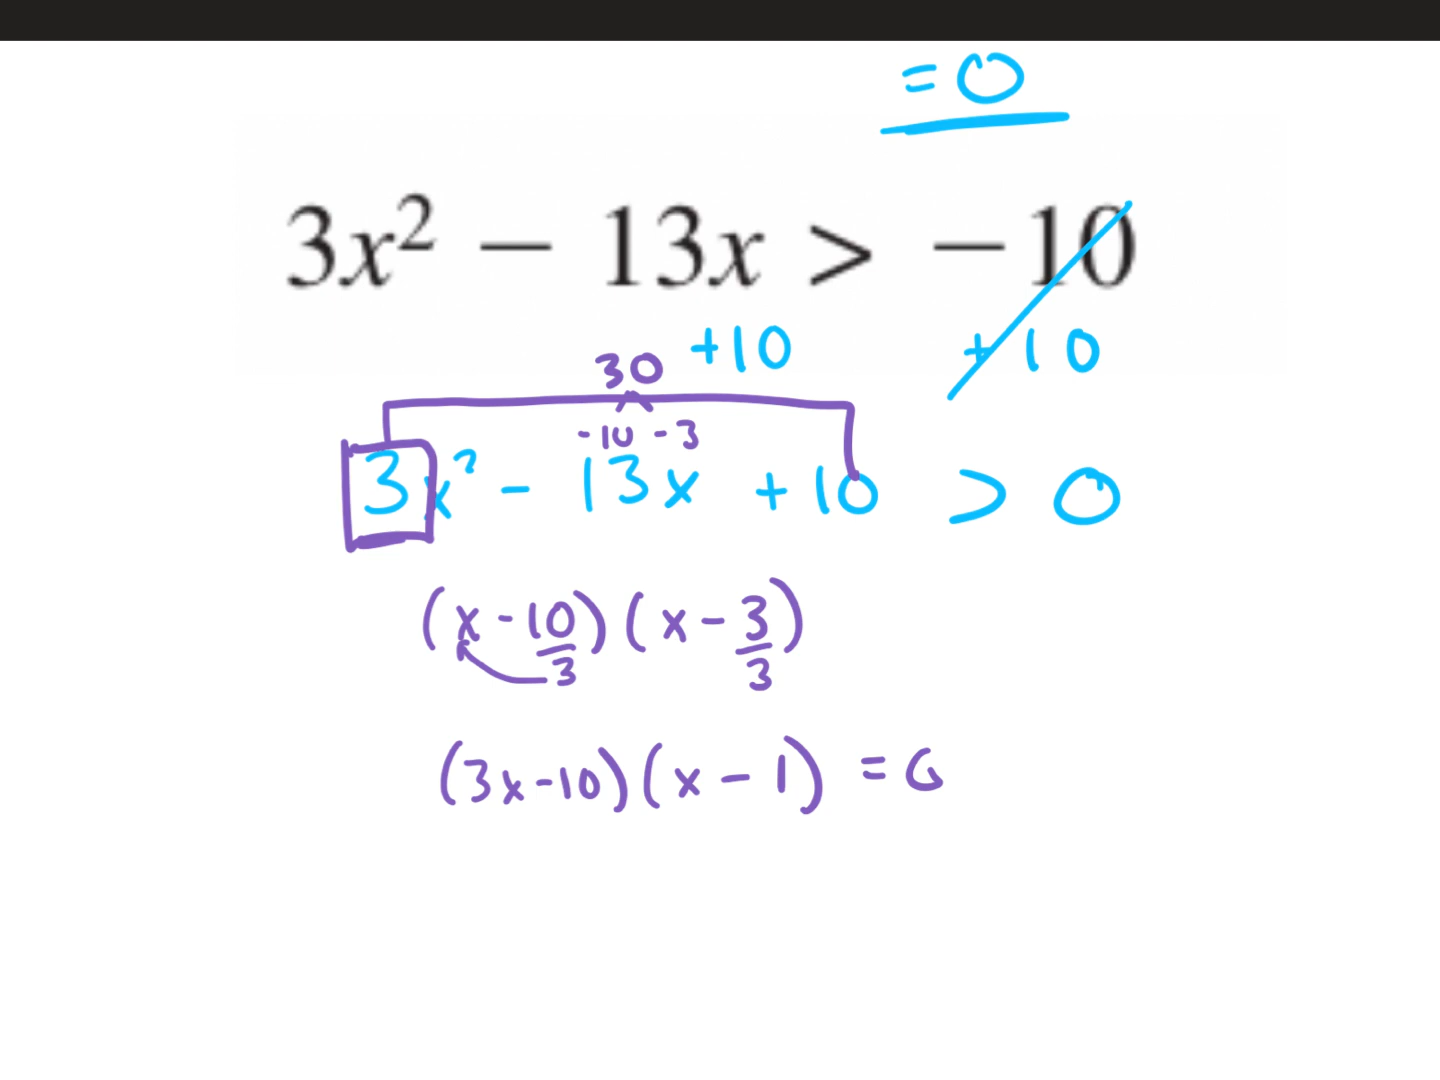 = 0
3x² − 13x > −10
+10 +10
30
-10 -3
3x² - 13x +10 > 0
(x - 10/3)(x - 3/3)
(3x-10)(x - 1) = 0